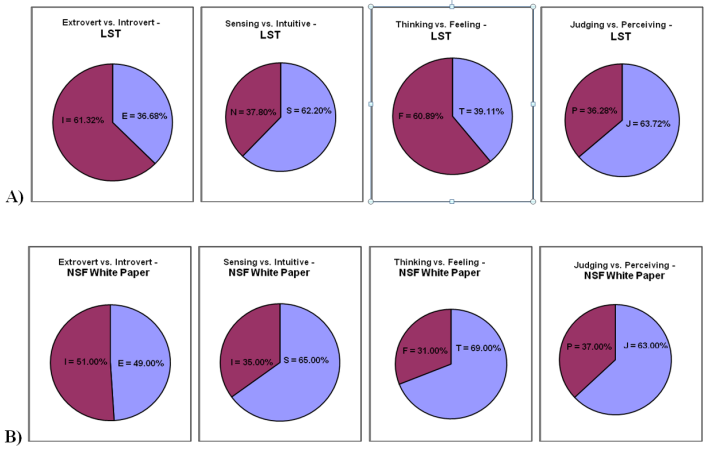 Extrovert vs. Introvert -
LST
I = 61.32%
E = 36.68%
Sensing vs. Intuitive -
LST
N = 37.80%
S = 62.20%
Thinking vs. Feeling -
LST
F = 60.89%
T = 39.11%
Judging vs. Perceiving -
LST
P = 36.28%
J = 63.72%
A)
Extrovert vs. Introvert -
NSF White Paper
I = 51.00%
E = 49.00%
Sensing vs. Intuitive -
NSF White Paper
I = 35.00%
S = 65.00%
Thinking vs. Feeling -
NSF White Paper
F = 31.00%
T = 69.00%
Judging vs. Perceiving -
NSF White Paper
P = 37.00%
J = 63.00%
B)